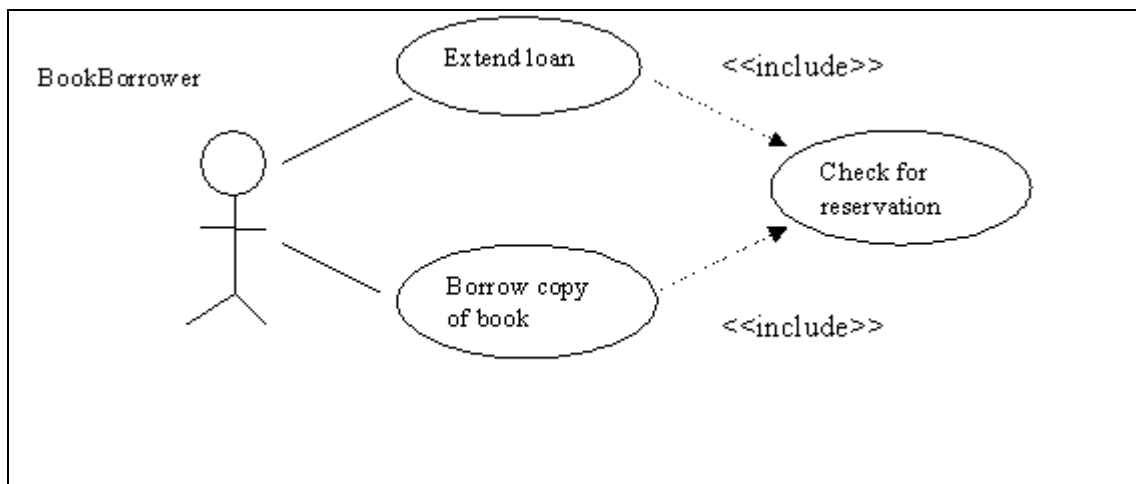 BookBorrower
Extend loan
<<include>>
Check for
reservation
Borrow copy
of book
<<include>>